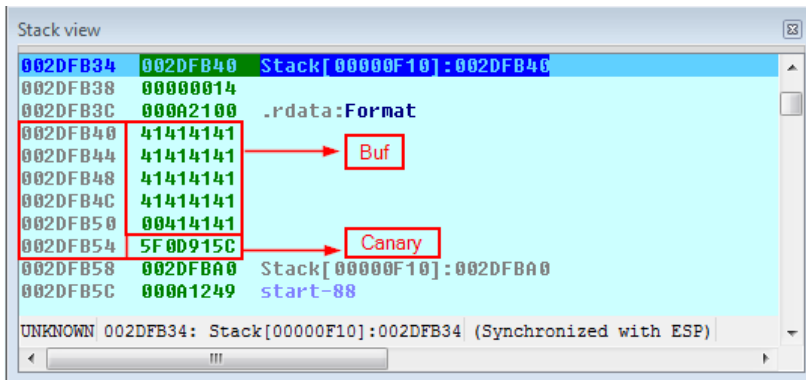 Stack view
002DFB34 002DFB40 Stack[00000F10]:002DFB40
002DFB38 00000014
002DFB3C 000A2100 .rdata:Format
002DFB40 41414141
002DFB44 41414141 Buf
002DFB48 41414141
002DFB4C 41414141
002DFB50 00414141
002DFB54 5F0D915C Canary
002DFB58 002DFBA0 Stack[00000F10]:002DFBA0
002DFB5C 000A1249 start-88
UNKNOWN 002DFB34: Stack[00000F10]:002DFB34 (Synchronized with ESP)